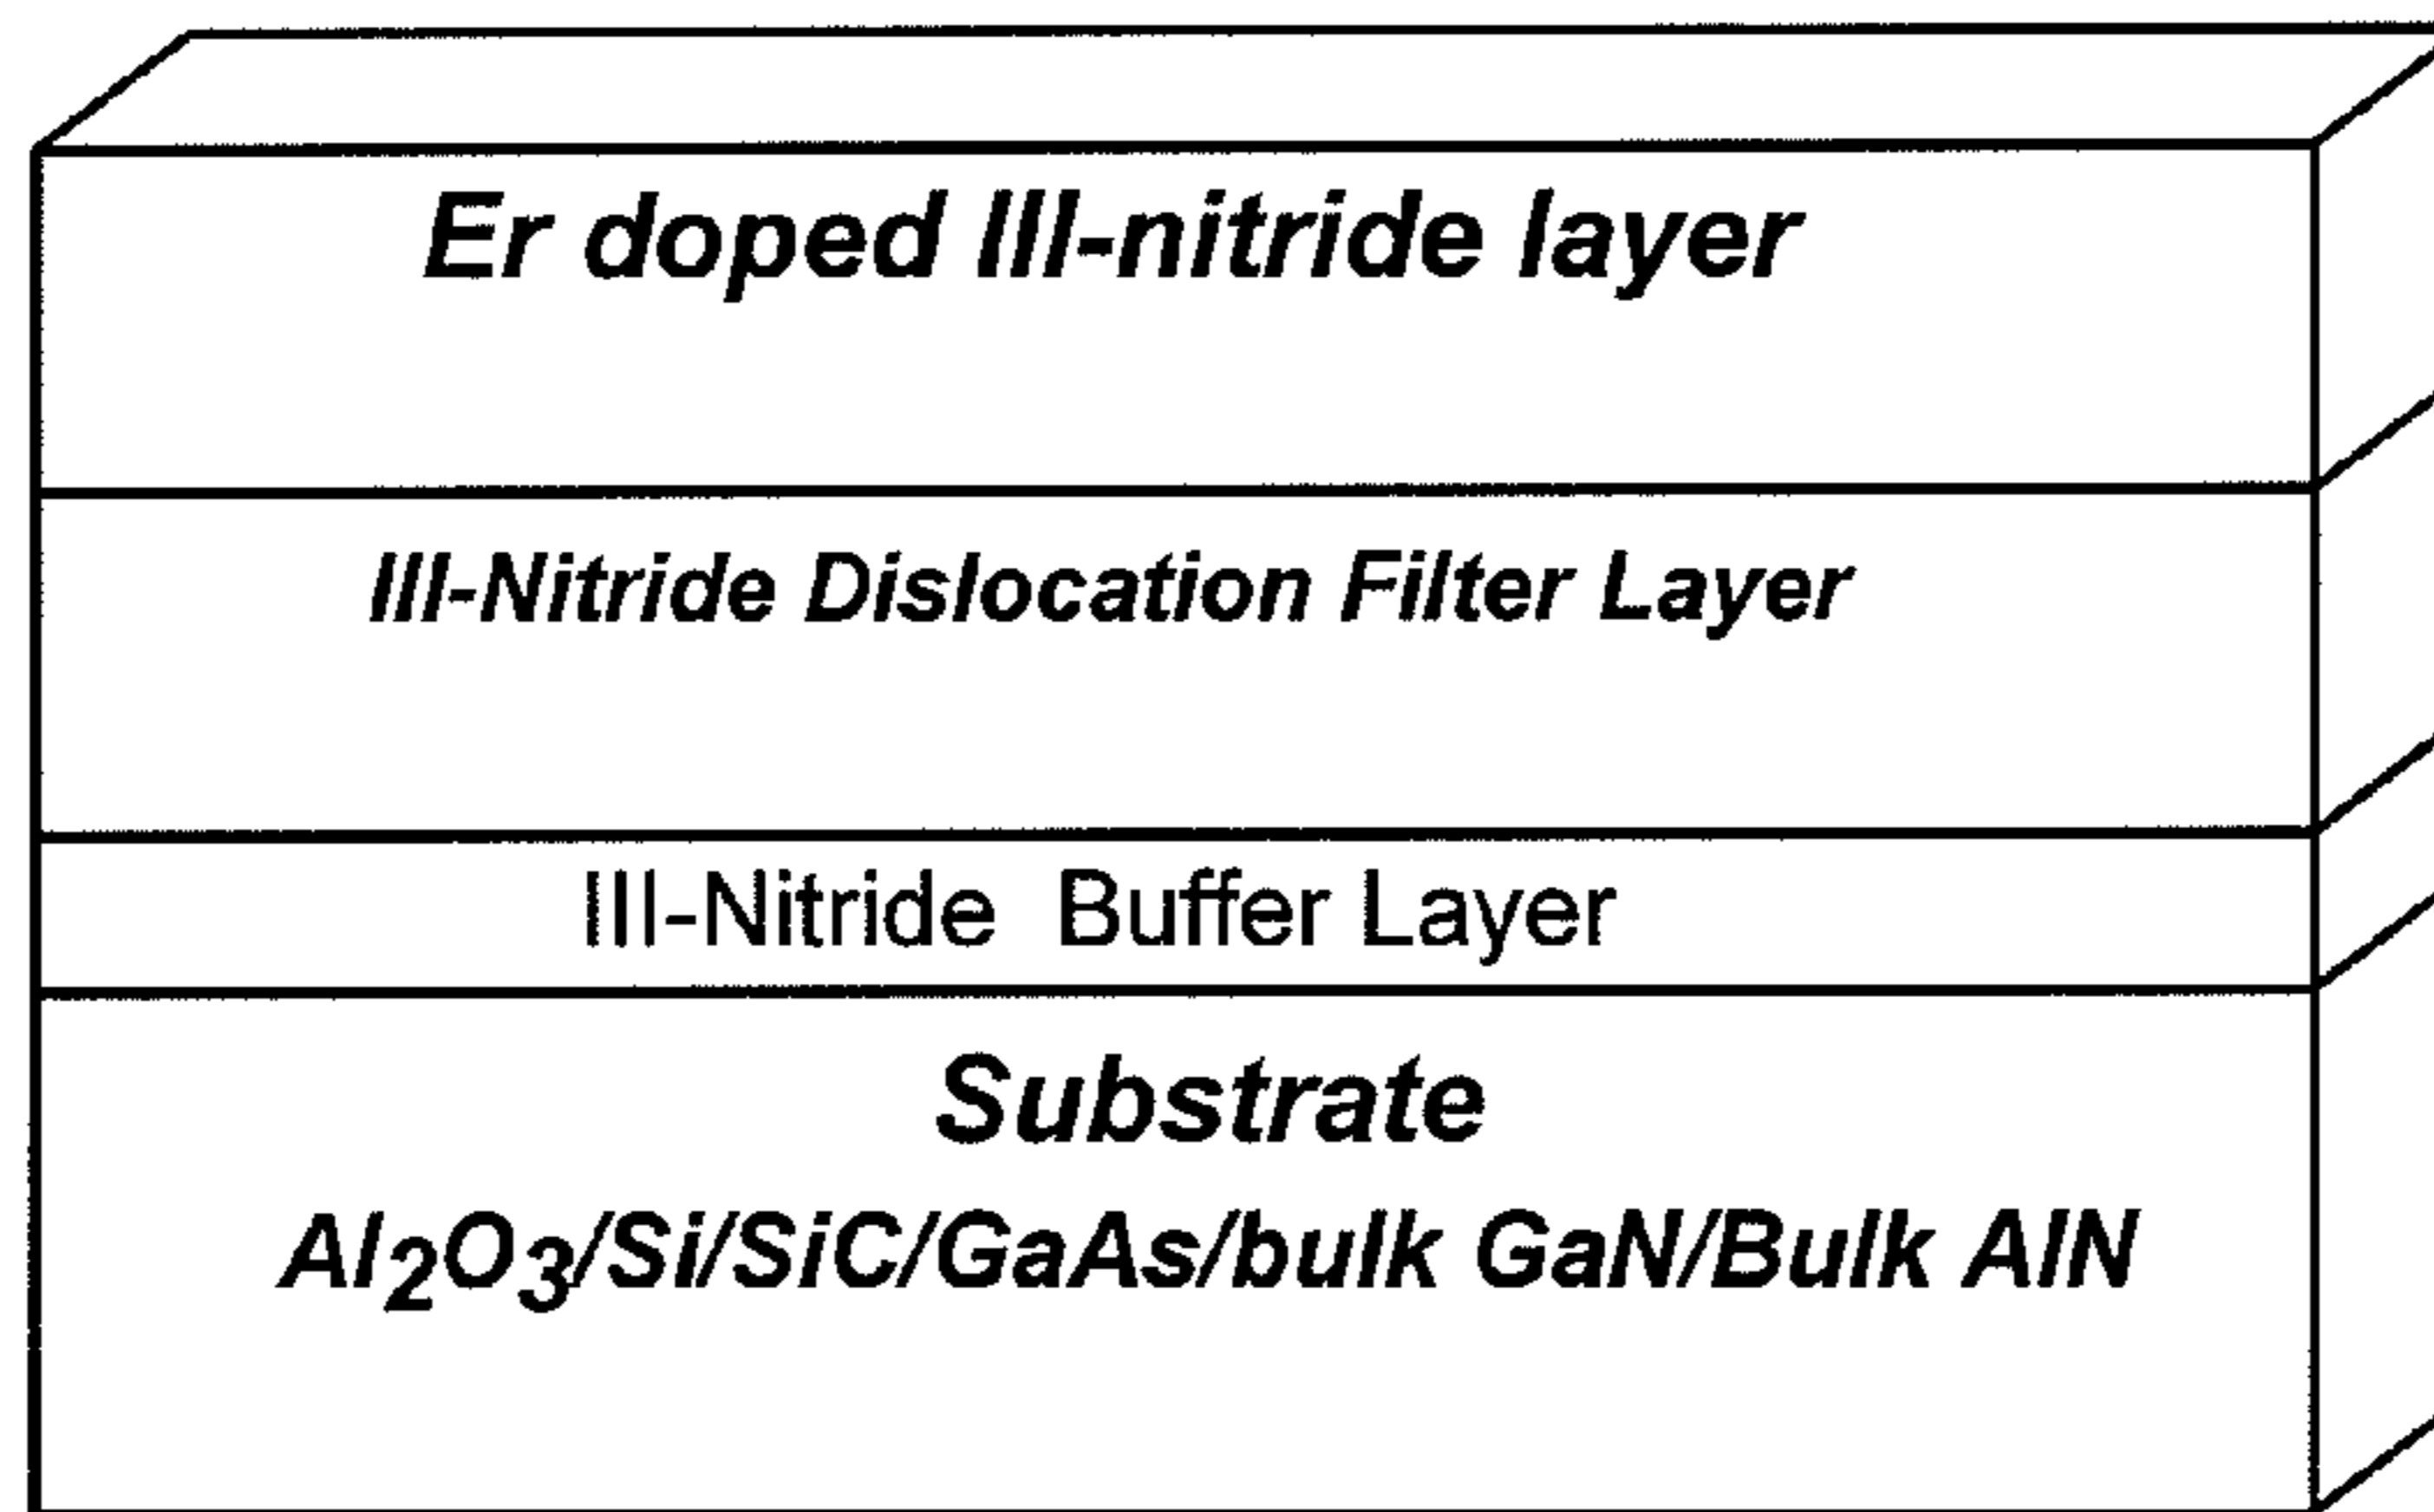 Er doped III-nitride layer
III-Nitride Dislocation Filter Layer
III-Nitride Buffer Layer
Substrate
Al₂O₃/Si/SiC/GaAs/bulk GaN/Bulk AlN